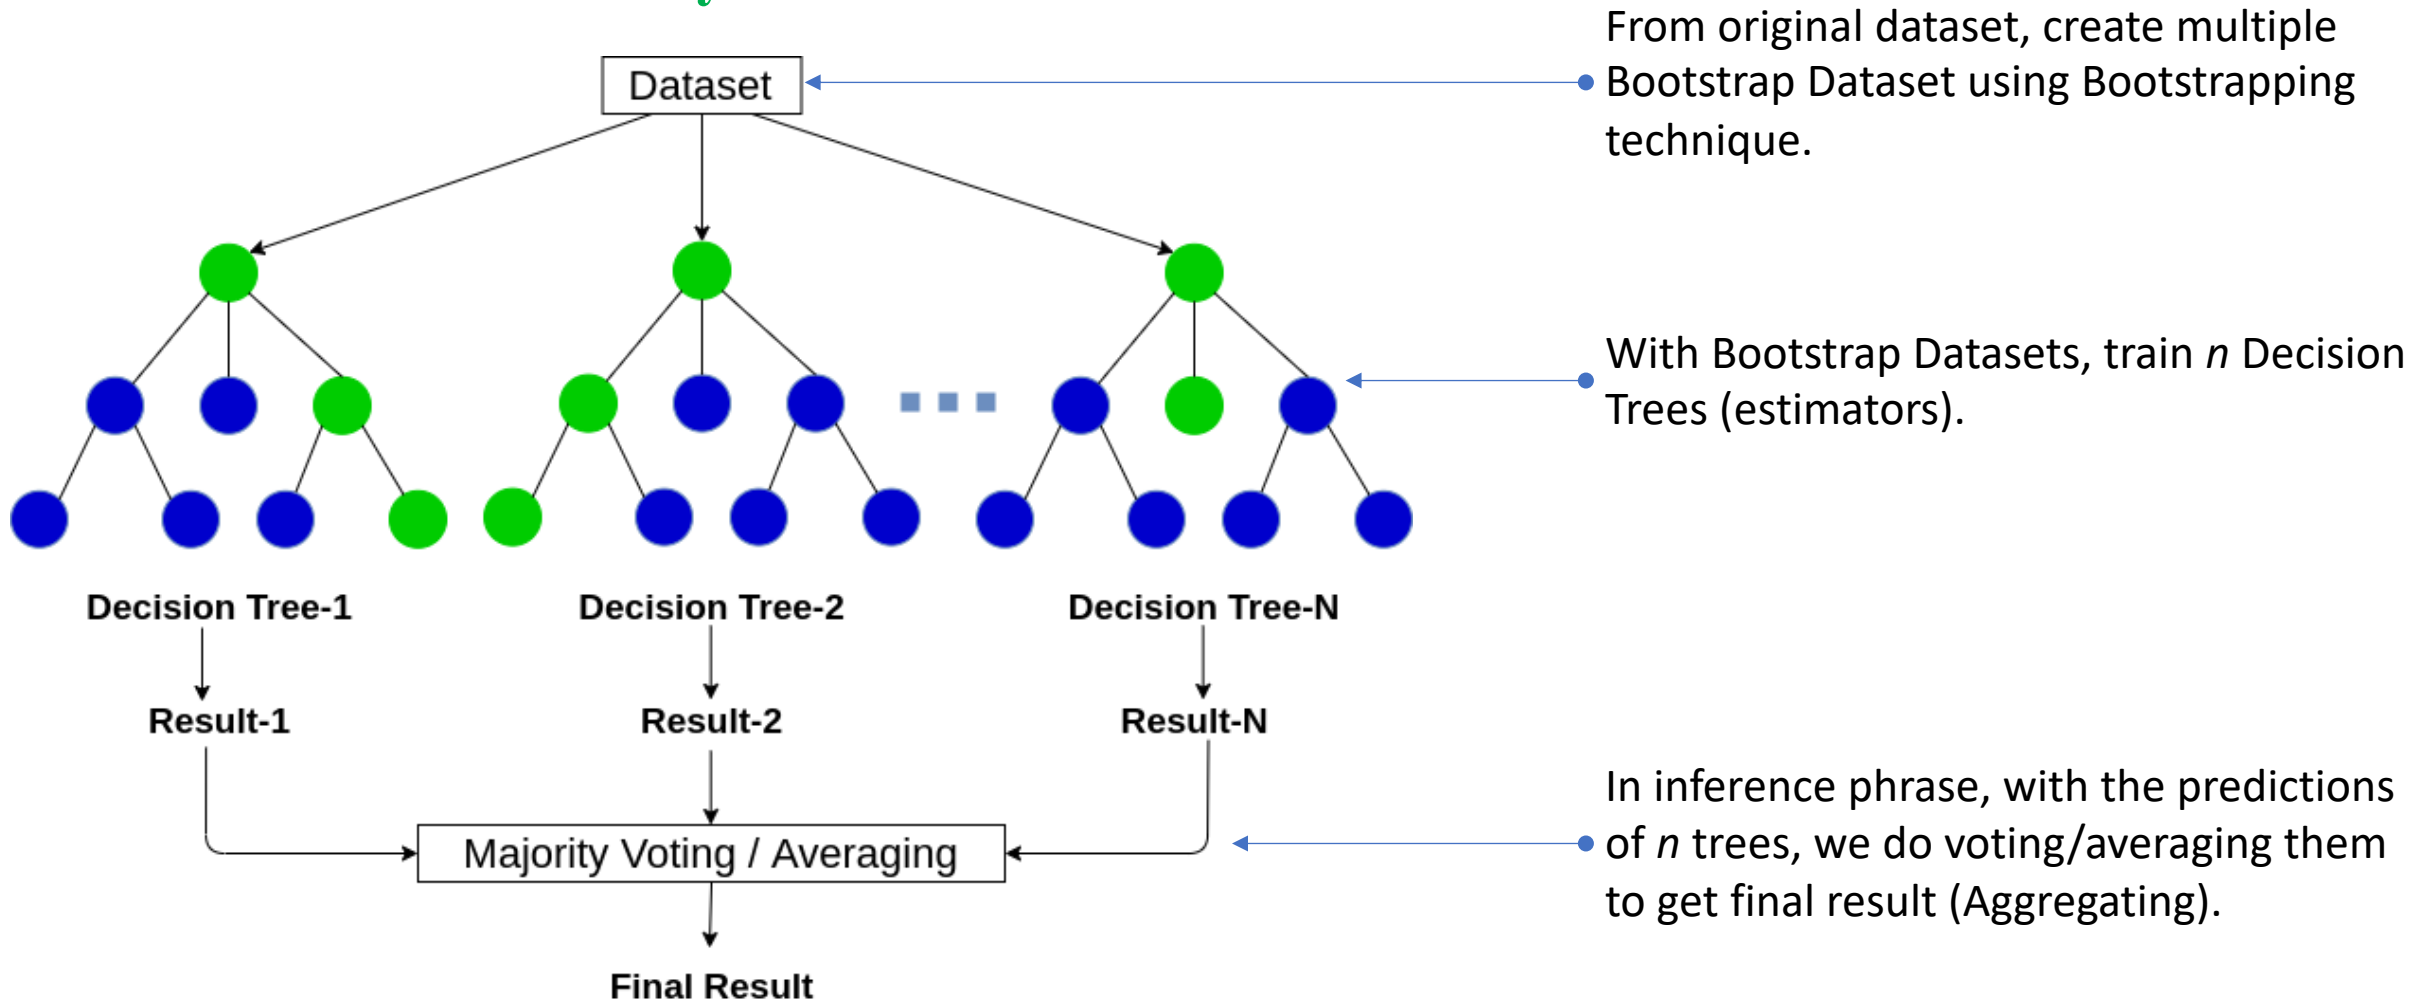 From original dataset, create multiple
Bootstrap Dataset using Bootstrapping
technique.
Dataset
With Bootstrap Datasets, train n Decision
Trees (estimators).
Decision Tree-1
Decision Tree-2
Decision Tree-N
Result-1
Result-2
Result-N
In inference phrase, with the predictions
of n trees, we do voting/averaging them
to get final result (Aggregating).
Majority Voting / Averaging
Final Result